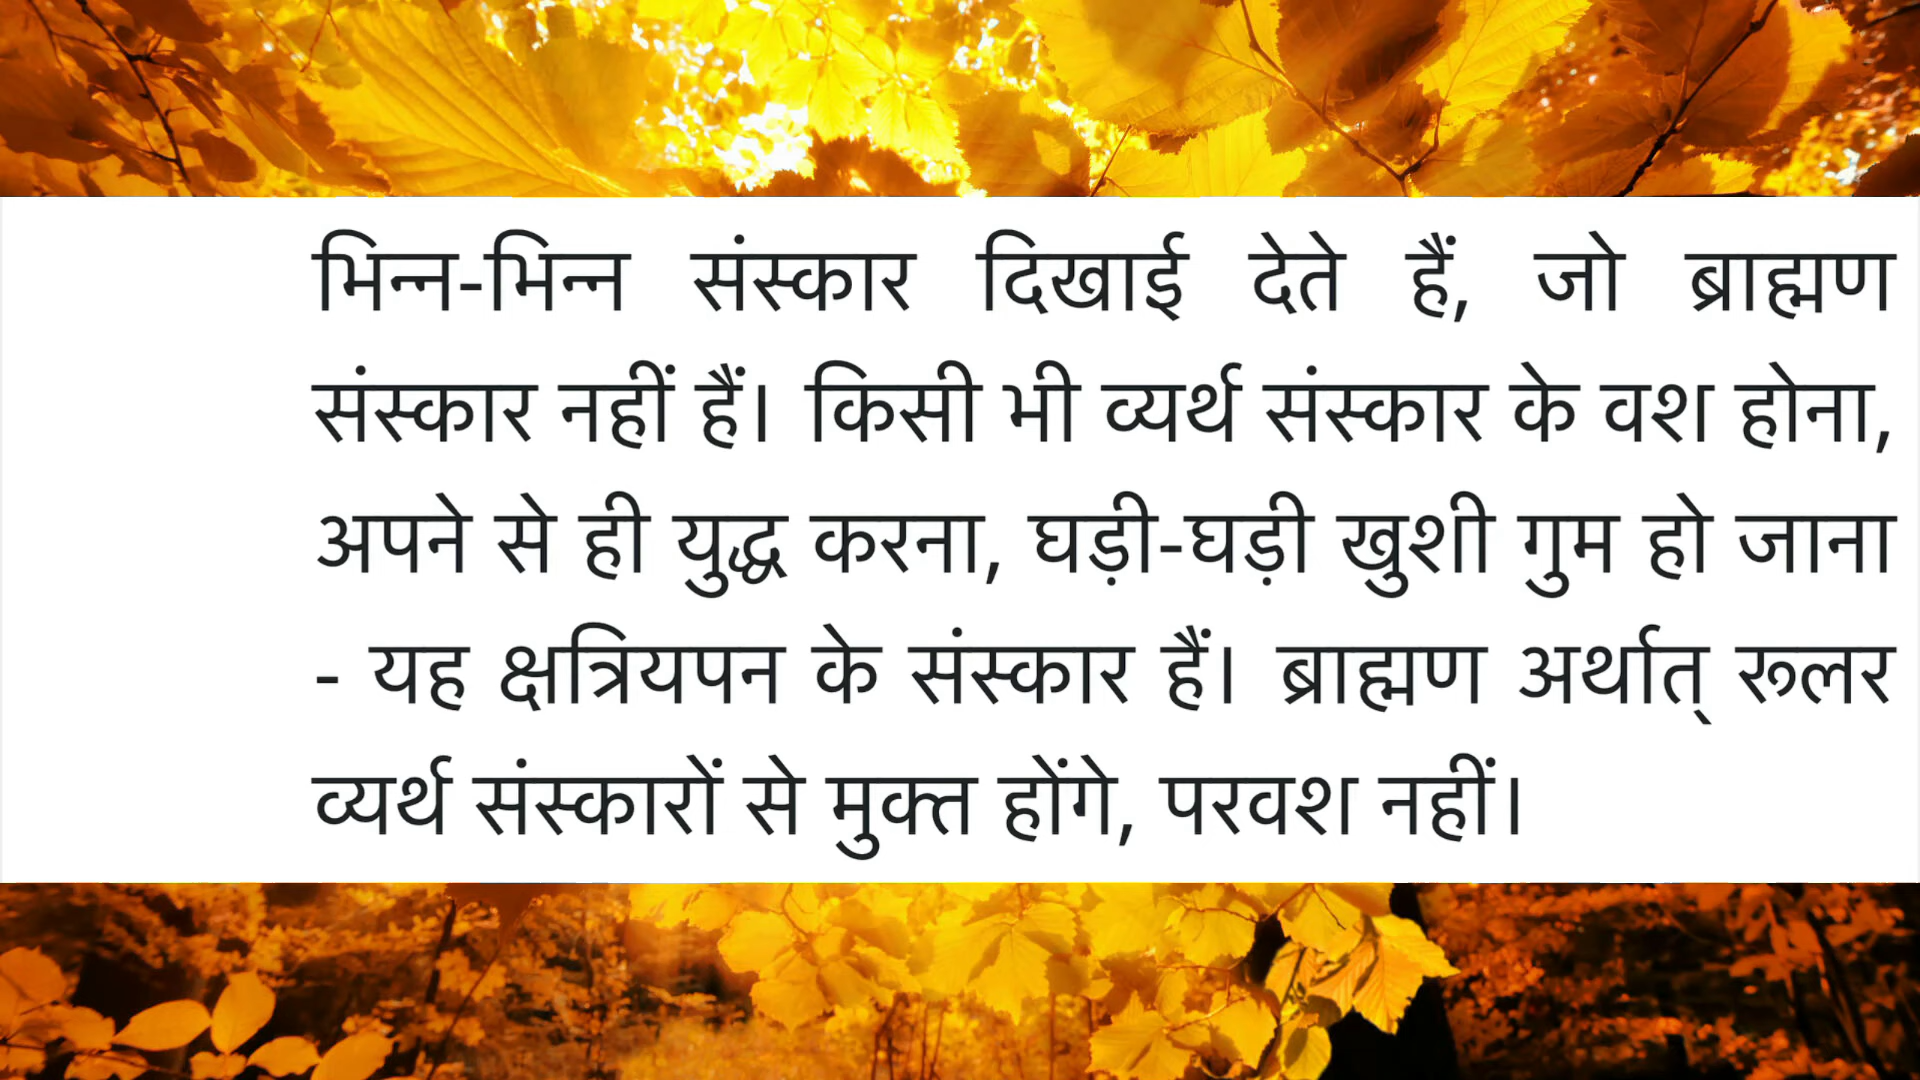 भिन्न-भिन्न संस्कार दिखाई देते हैं, जो ब्राह्मण
संस्कार नहीं हैं। किसी भी व्यर्थ संस्कार के वश होना,
अपने से ही युद्ध करना, घड़ी-घड़ी खुशी गुम हो जाना
- यह क्षत्रियपन के संस्कार हैं। ब्राह्मण अर्थात् रूलर
व्यर्थ संस्कारों से मुक्त होंगे, परवश नहीं।